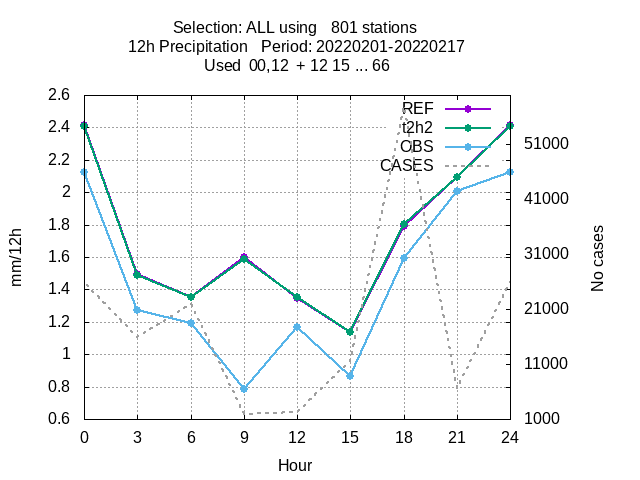 Selection: ALL using 801 stations
12h Precipitation Period: 20220201-20220217
Used 00,12 + 12 15 ... 66
REF
t2h2
OBS
CASES
2.6
2.4
2.2
2
1.8
1.6
1.4
1.2
1
0.8
0.6
mm/12h
51000
41000
31000
21000
11000
1000
No cases
0 3 6 9 12 15 18 21 24
Hour